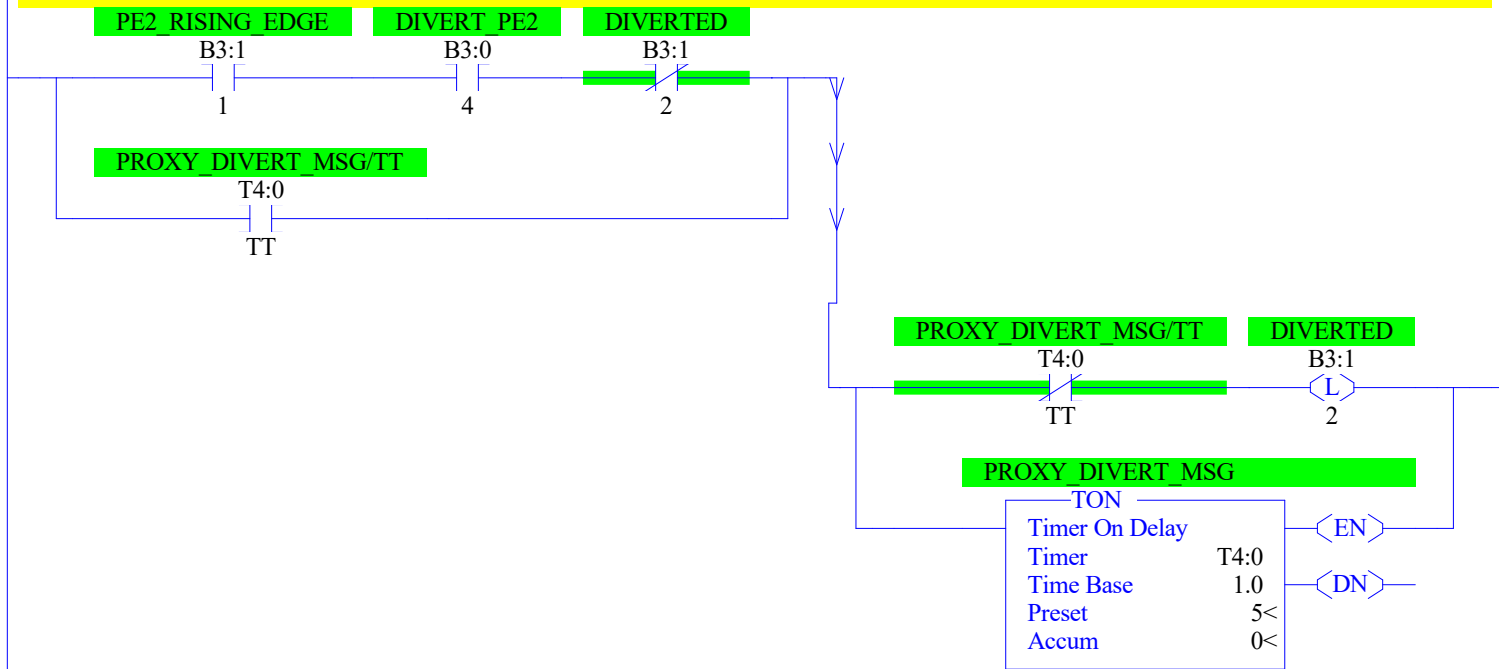 PE2_RISING_EDGE DIVERT_PE2 DIVERTED
B3:1 B3:0 B3:1
1 4 2
PROXY_DIVERT_MSG/TT
T4:0
TT
PROXY_DIVERT_MSG/TT DIVERTED
T4:0 B3:1
L
TT 2
PROXY_DIVERT_MSG
TON
Timer On Delay EN
Timer T4:0
Time Base 1.0 DN
Preset 5<
Accum 0<